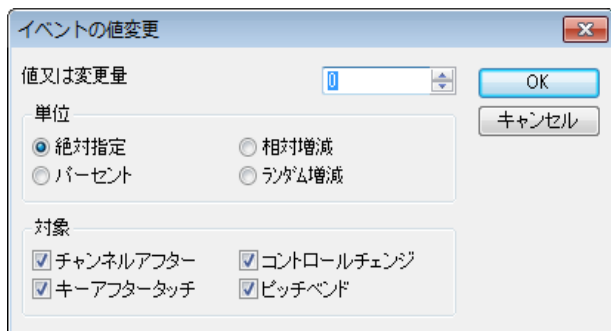 イベントの値変更
値又は変更量 0
OK
キャンセル
単位
絶対指定 相対増減
パーセント ランダム増減
対象
チャンネルアフター コントロールチェンジ
キーアフタータッチ ピッチベンド